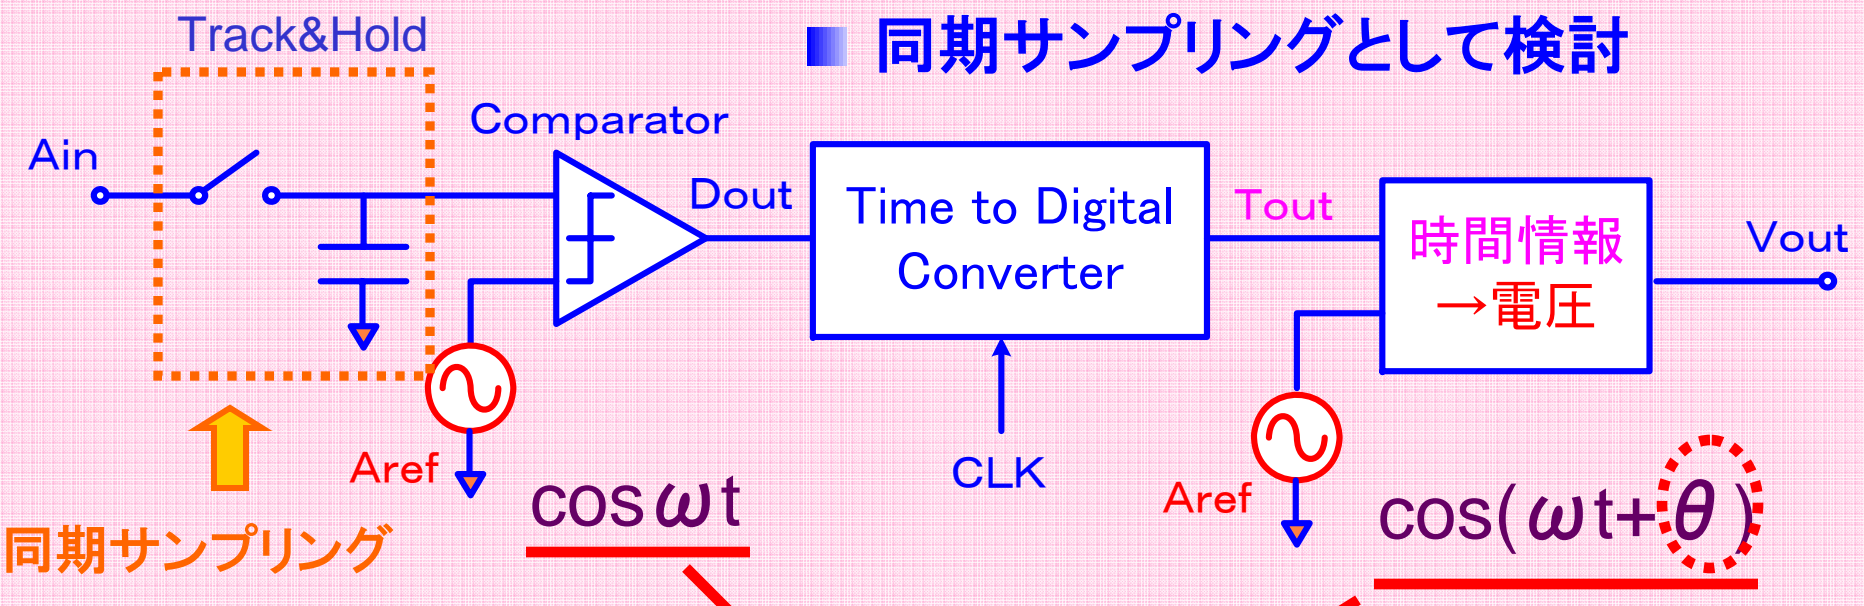 Track&Hold
同期サンプリングとして検討
Comparator
Ain
Dout
Time to Digital
Converter
Tout
時間情報
→電圧
Vout
Aref
cosωt
CLK
Aref
cos(ωt+θ)
同期サンプリング